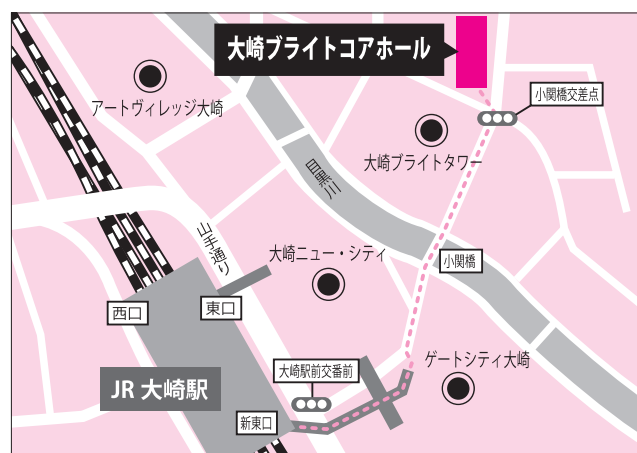 大崎ブライトコアホール
小関橋交差点
アートヴィレッジ大崎
大崎ブライトタワー
目黒川
山手通り
大崎ニュー・シティ
小関橋
西口
東口
大崎駅前交番前
ゲートシティ大崎
JR 大崎駅
新東口